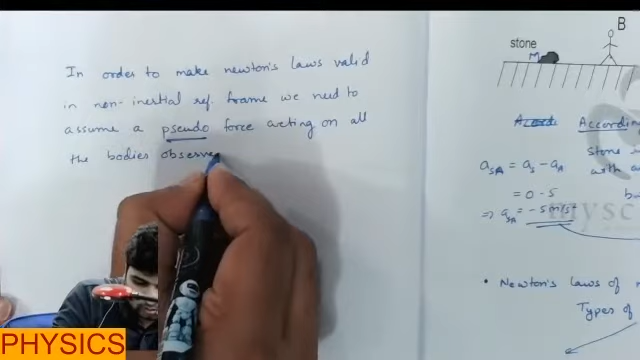 In order to make newton's laws valid
in non-inertial ref. frame we need to
assume a pseudo force acting on all
the bodies observe
PHYSICS
B
stone
M
According
stone
with a
a_SA = a_S - a_A
= 0 - 5
⇒ a_SA = -5m/s²
mysc
• Newton's laws of
Types of